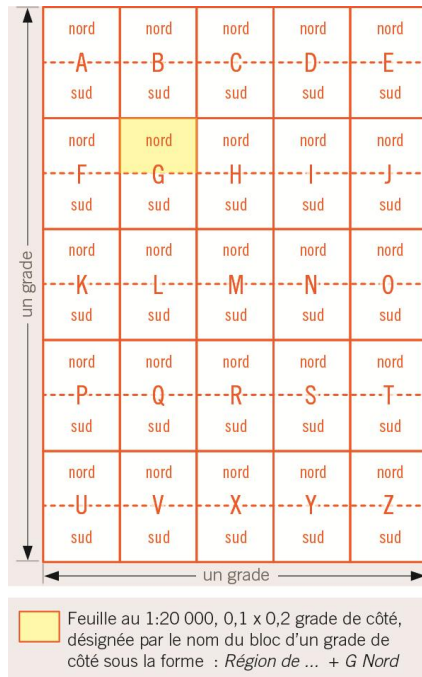 nord nord nord nord nord
A B C D E
sud sud sud sud sud
nord nord nord nord nord
F G H I J
sud sud sud sud sud
nord nord nord nord nord
K L M N O
sud sud sud sud sud
nord nord nord nord nord
P Q R S T
sud sud sud sud sud
nord nord nord nord nord
U V X Y Z
sud sud sud sud sud
un grade
un grade
Feuille au 1:20 000, 0,1 x 0,2 grade de côté,
désignée par le nom du bloc d'un grade de
côté sous la forme : Région de ... + G Nord